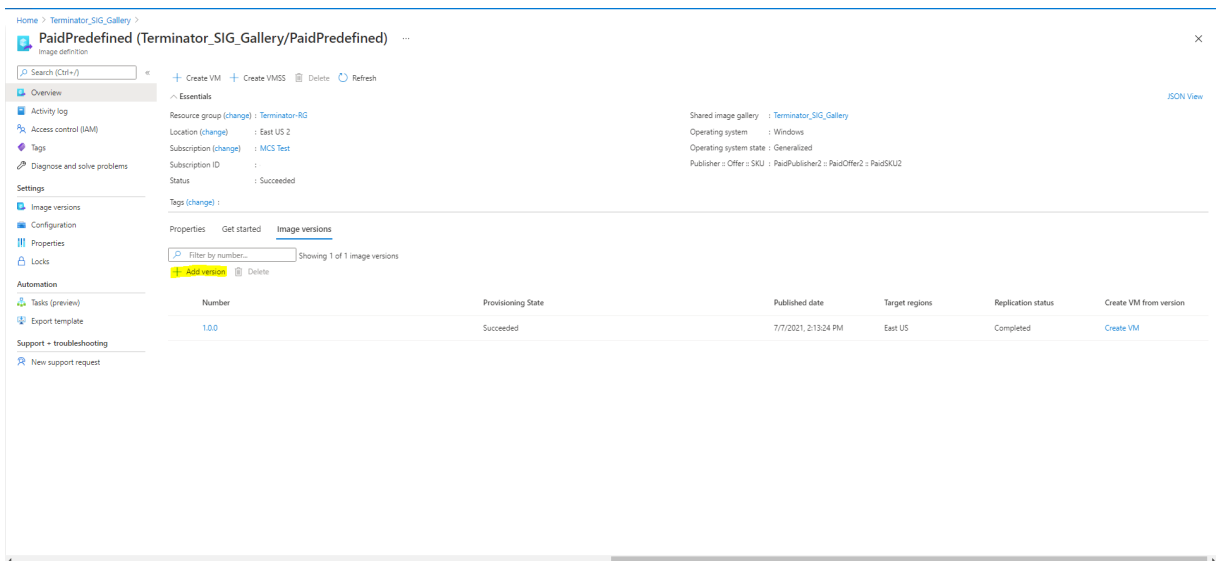 Home > Terminator_SIG_Gallery >
PaidPredefined (Terminator_SIG_Gallery/PaidPredefined) ...
Image definition
Search (Ctrl+/)
Overview
Activity log
Access control (IAM)
Tags
Diagnose and solve problems
Settings
Image versions
Configuration
Properties
Locks
Automation
Tasks (preview)
Export template
Support + troubleshooting
New support request
Create VM Create VMSS Delete Refresh
Essentials JSON View
Resource group (change) : Terminator-RG
Location (change) : East US 2
Subscription (change) : MCS Test
Subscription ID :
Status : Succeeded
Shared image gallery : Terminator_SIG_Gallery
Operating system : Windows
Operating system state : Generalized
Publisher :: Offer :: SKU : PaidPublisher2 :: PaidOffer2 :: PaidSKU2
Tags (change) :
Properties Get started Image versions
Filter by number... Showing 1 of 1 image versions
+ Add version Delete
Number Provisioning State Published date Target regions Replication status Create VM from version
1.0.0 Succeeded 7/7/2021, 2:13:24 PM East US Completed Create VM